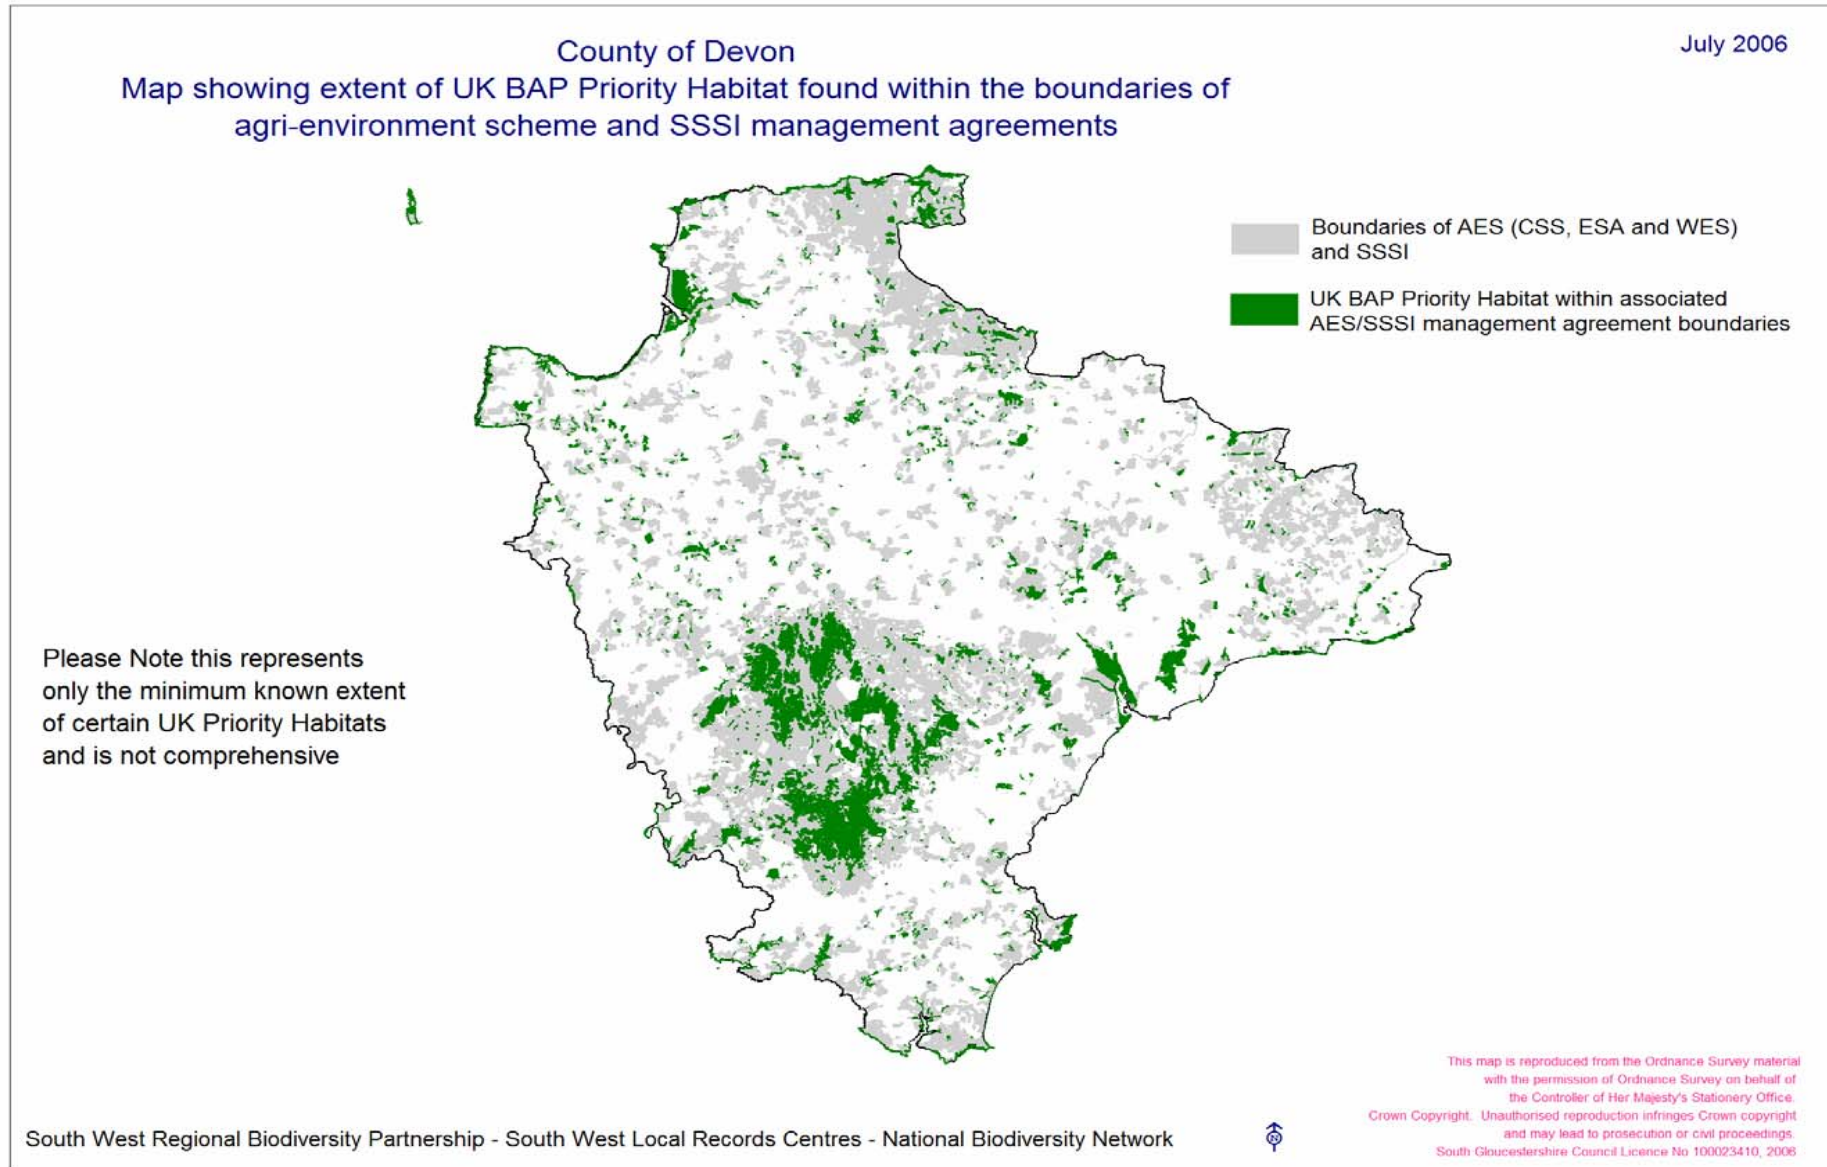 County of Devon
Map showing extent of UK BAP Priority Habitat found within the boundaries of
agri-environment scheme and SSSI management agreements
July 2006
Boundaries of AES (CSS, ESA and WES)
and SSSI
UK BAP Priority Habitat within associated
AES/SSSI management agreement boundaries
Please Note this represents
only the minimum known extent
of certain UK Priority Habitats
and is not comprehensive
This map is reproduced from the Ordnance Survey material
with the permission of Ordnance Survey on behalf of
the Controller of Her Majesty's Stationery Office.
Crown Copyright. Unauthorised reproduction infringes Crown copyright
and may lead to prosecution or civil proceedings.
South Gloucestershire Council Licence No 100023410, 2006
South West Regional Biodiversity Partnership - South West Local Records Centres - National Biodiversity Network
N